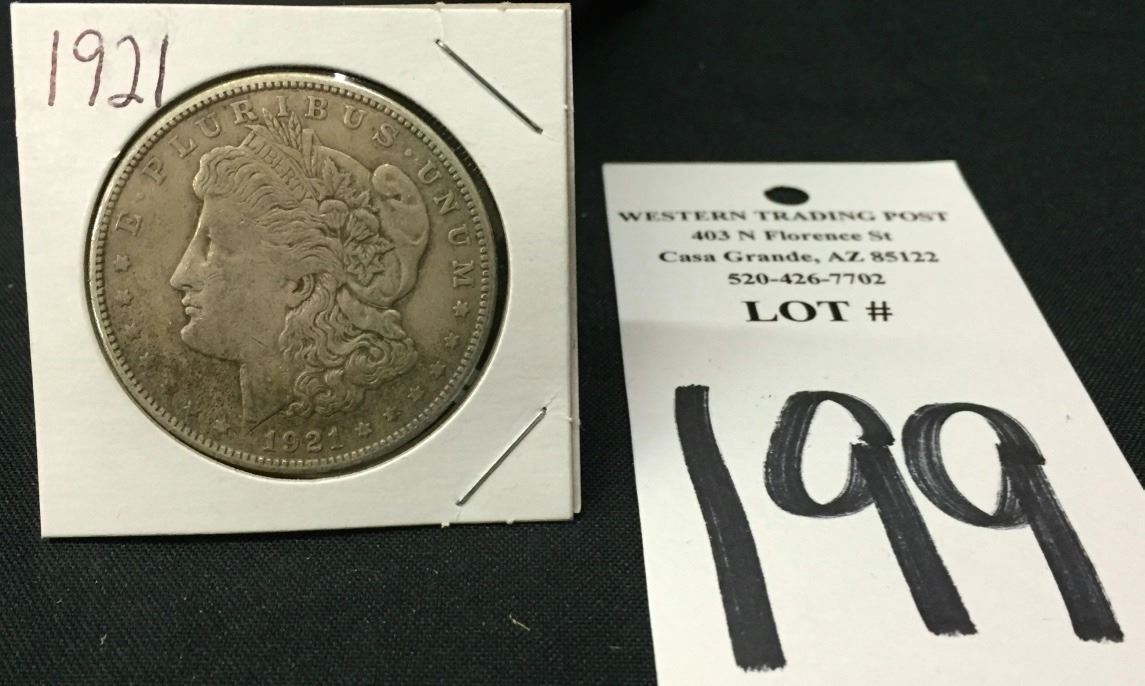 1921
E · PLURIBUS · UNUM
LIBERTY
1921
WESTERN TRADING POST
403 N Florence St
Casa Grande, AZ 85122
520-426-7702
LOT #
199